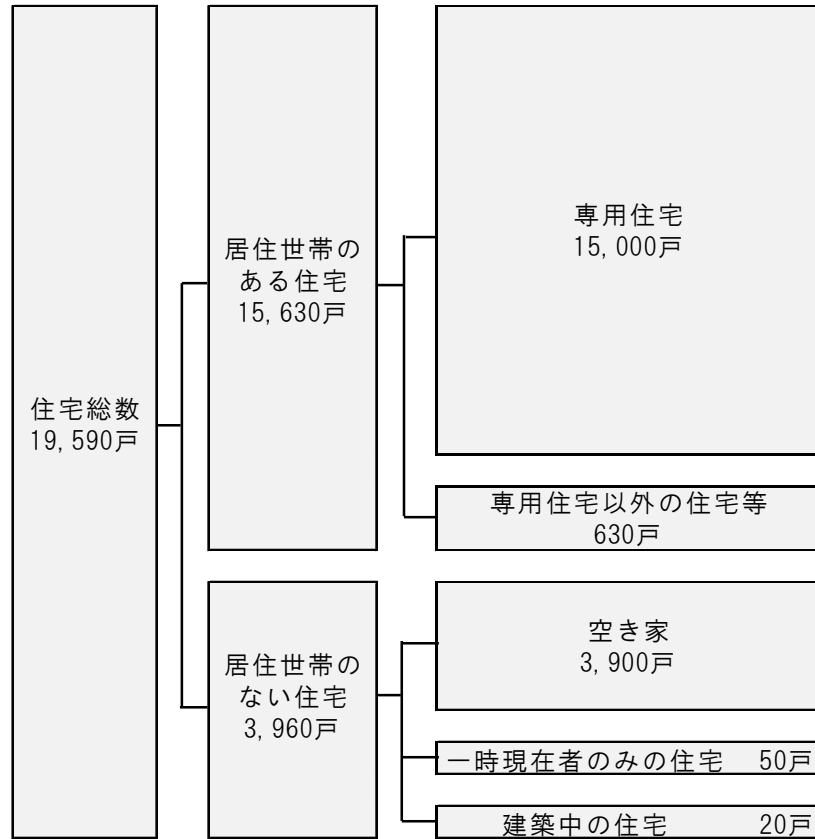 住宅総数
19,590戸
居住世帯の
ある住宅
15,630戸
専用住宅
15,000戸
専用住宅以外の住宅等
630戸
居住世帯の
ない住宅
3,960戸
空き家
3,900戸
一時現在者のみの住宅 50戸
建築中の住宅 20戸